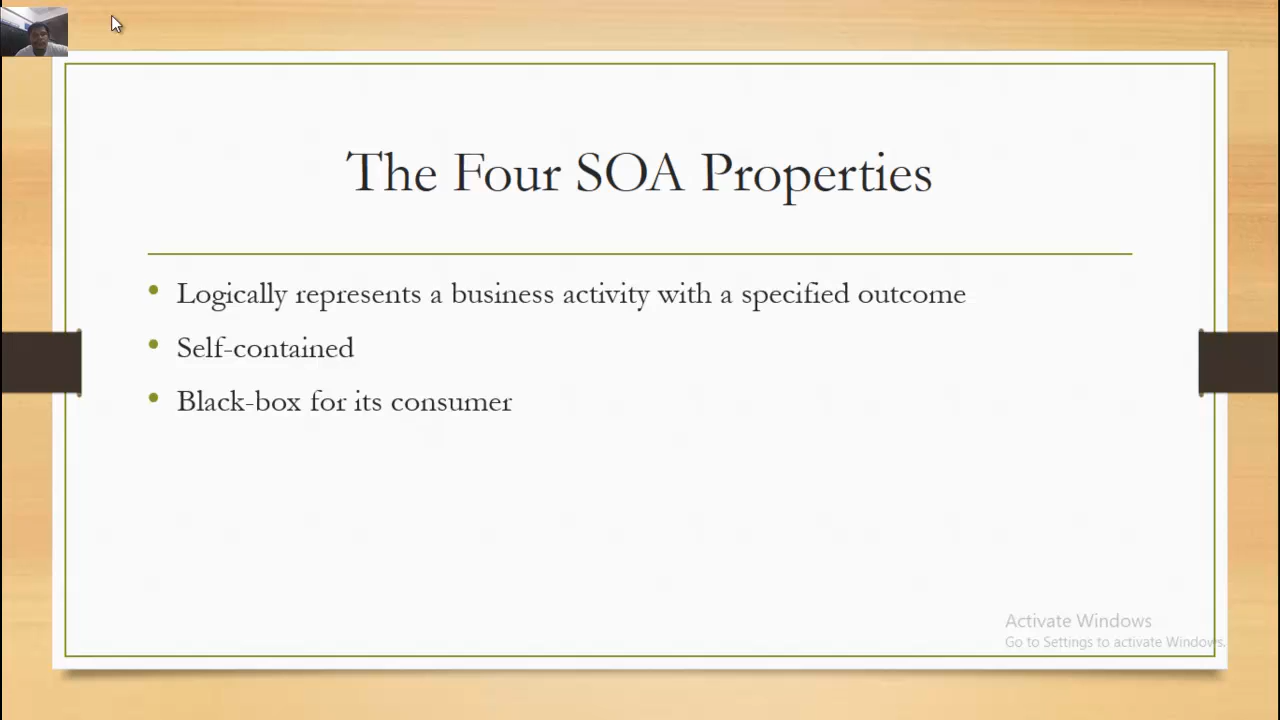 The Four SOA Properties
• Logically represents a business activity with a specified outcome
• Self-contained
• Black-box for its consumer
Activate Windows
Go to Settings to activate Windows.